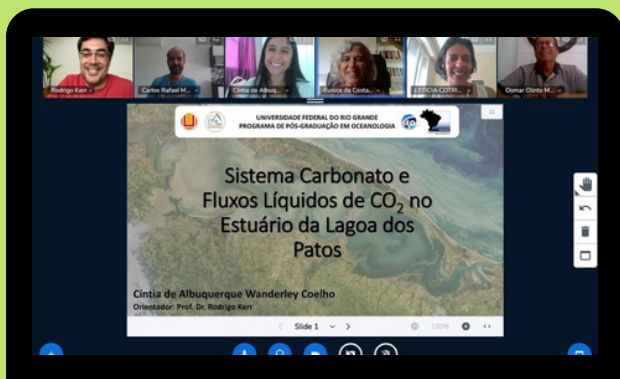 Rodrigo Kerr
Carlos Rafael M...
Cíntia de Albuq...
Eunice da Costa...
LETICIA COTRI...
Osmar Olinto M...
UNIVERSIDADE FEDERAL DO RIO GRANDE
PROGRAMA DE PÓS-GRADUAÇÃO EM OCEANOLOGIA
Sistema Carbonato e
Fluxos Líquidos de CO₂ no
Estuário da Lagoa dos
Patos
Cíntia de Albuquerque Wanderley Coelho
Orientador: Prof. Dr. Rodrigo Kerr
Slide 1
100%